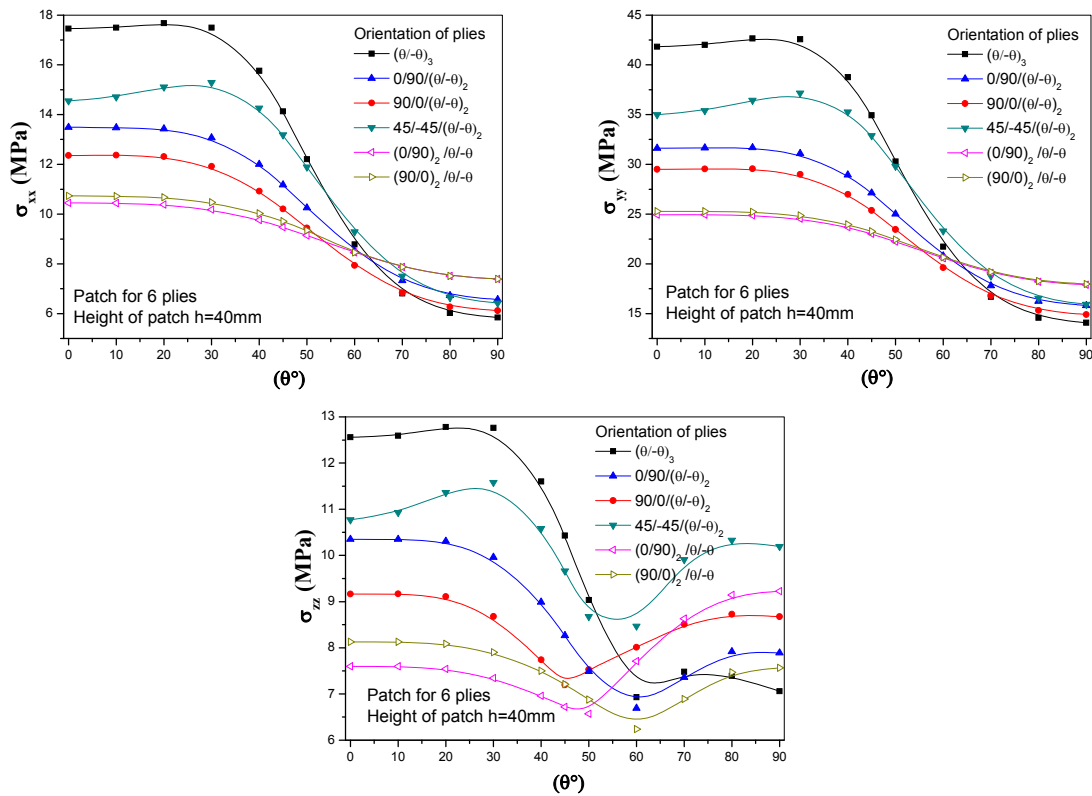 18
16
14
12
10
8
6
σxx (MPa)
Orientation of plies
(θ/-θ)3
0/90/(θ/-θ)2
90/0/(θ/-θ)2
45/-45/(θ/-θ)2
(0/90)2 /θ/-θ
(90/0)2 /θ/-θ
Patch for 6 plies
Height of patch h=40mm
0 10 20 30 40 50 60 70 80 90
(θ°)
45
40
35
30
25
20
15
σyy (MPa)
Orientation of plies
(θ/-θ)3
0/90/(θ/-θ)2
90/0/(θ/-θ)2
45/-45/(θ/-θ)2
(0/90)2 /θ/-θ
(90/0)2 /θ/-θ
Patch for 6 plies
Height of patch h=40mm
0 10 20 30 40 50 60 70 80 90
(θ°)
13
12
11
10
9
8
7
6
σzz (MPa)
Orientation of plies
(θ/-θ)3
0/90/(θ/-θ)2
90/0/(θ/-θ)2
45/-45/(θ/-θ)2
(0/90)2 /θ/-θ
(90/0)2 /θ/-θ
Patch for 6 plies
Height of patch h=40mm
0 10 20 30 40 50 60 70 80 90
(θ°)